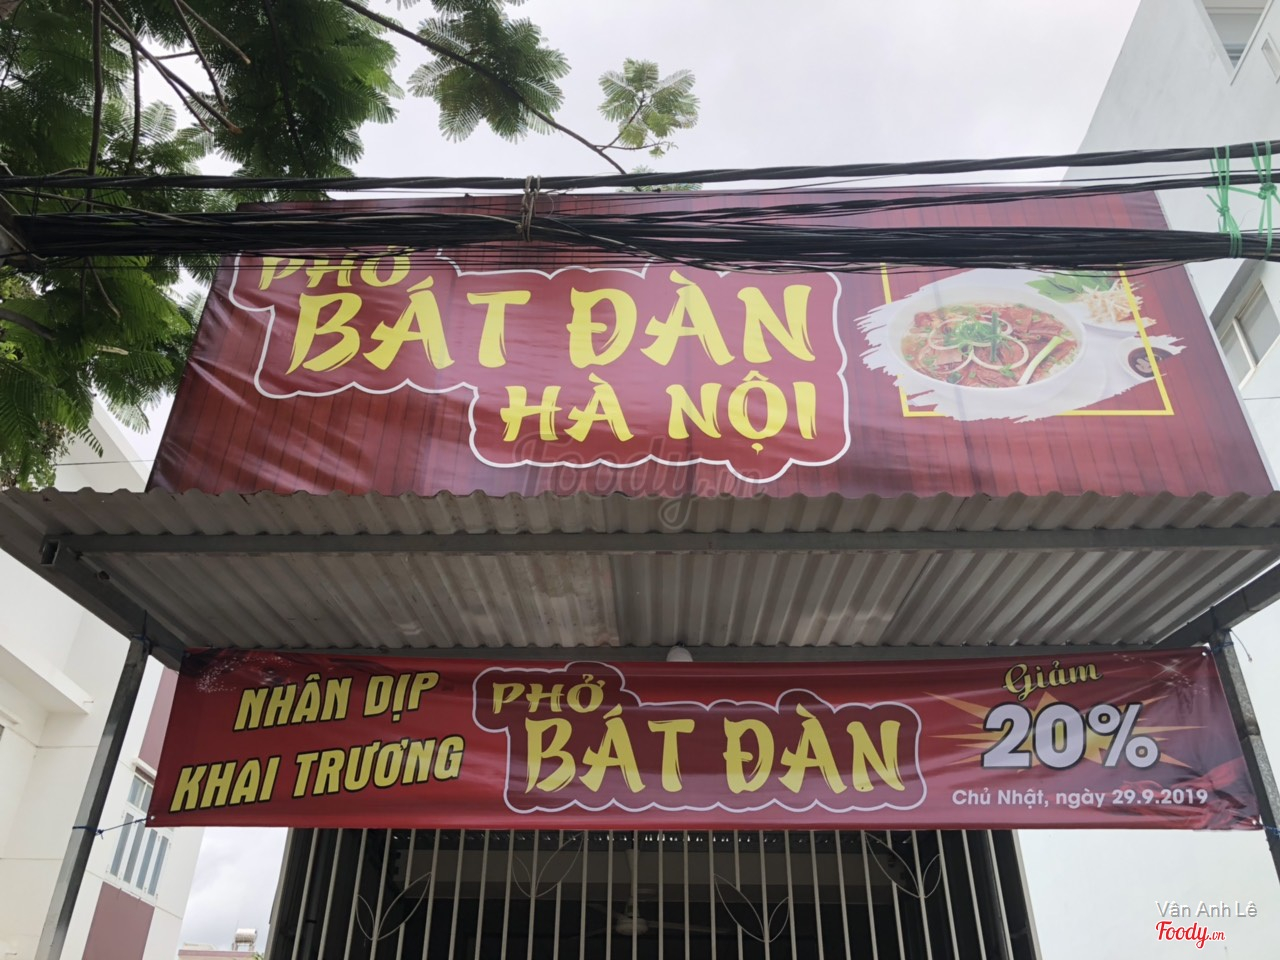 PHỞ
BÁT ĐÀN
HÀ NỘI
Foody.vn
NHÂN DỊP
KHAI TRƯƠNG
PHỞ
BÁT ĐÀN
Giảm
20%
Chủ Nhật, ngày 29.9.2019
Vân Anh Lê
Foody.vn